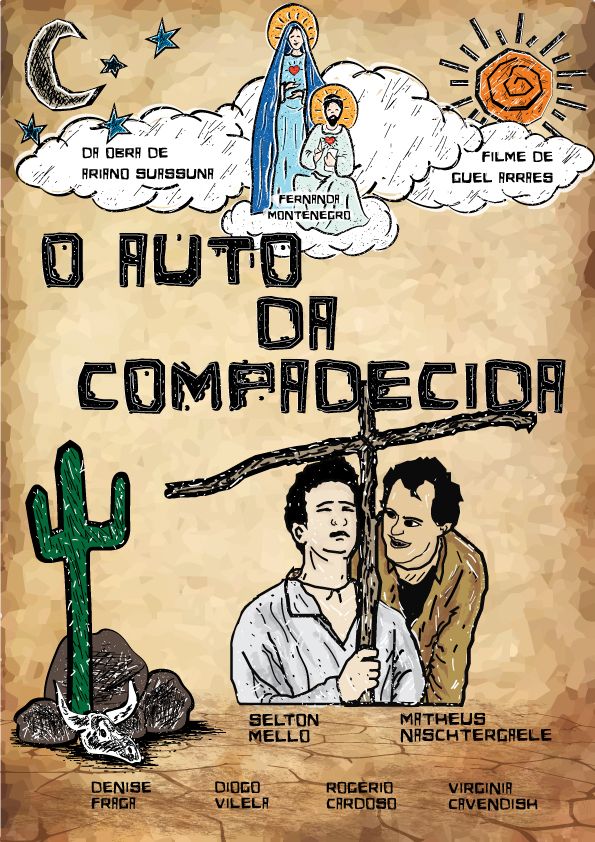 DA OBRA DE
ARIANO SUASSUNA
FILME DE
GUEL ARRAES
FERNANDA
MONTENEGRO
O AUTO
DA
COMPADECIDA
SELTON
MELLO
MATHEUS
NASCHTERGAELE
DENISE
FRAGA
DIOGO
VILELA
ROGÉRIO
CARDOSO
VIRGINIA
CAVENDISH